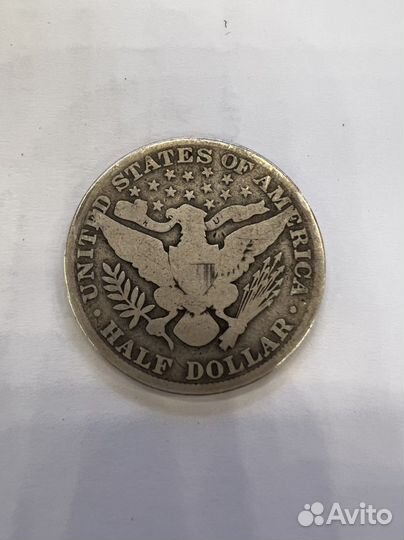 UNITED STATES OF AMERICA
· HALF DOLLAR ·
Avito